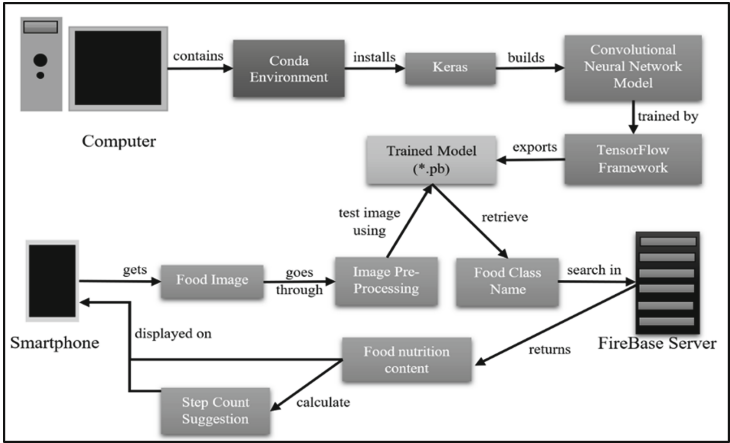 contains
Conda
Environment
installs
Keras
builds
Convolutional
Neural Network
Model
Computer
trained by
Trained Model
(*.pb)
exports
TensorFlow
Framework
test image
using
retrieve
gets
Food Image
goes
through
Image Pre-
Processing
Food Class
Name
search in
Smartphone
displayed on
Food nutrition
content
returns
FireBase Server
Step Count
Suggestion
calculate